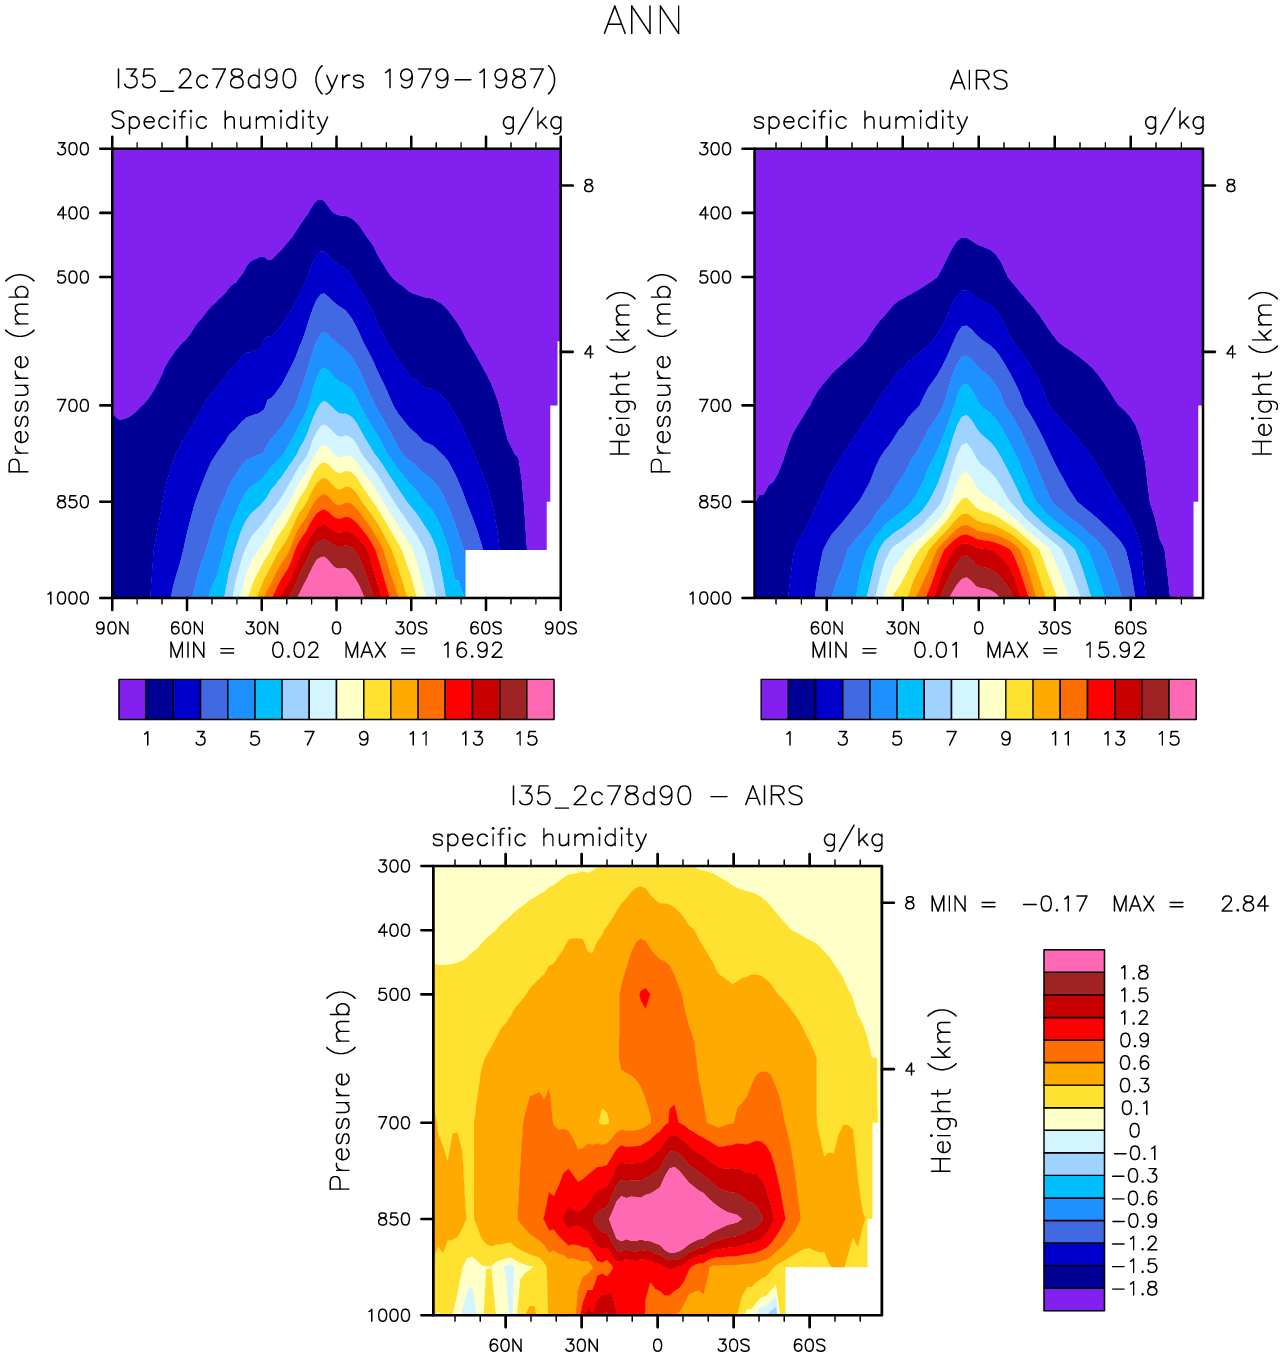 ANN
I35_2c78d90 (yrs 1979-1987)
Specific humidity g/kg
300
400
500
700
850
1000
Pressure (mb)
8
4
Height (km)
90N 60N 30N 0 30S 60S 90S
MIN = 0.02 MAX = 16.92
1 3 5 7 9 11 13 15
AIRS
specific humidity g/kg
300
400
500
700
850
1000
Pressure (mb)
8
4
Height (km)
60N 30N 0 30S 60S
MIN = 0.01 MAX = 15.92
1 3 5 7 9 11 13 15
I35_2c78d90 - AIRS
specific humidity g/kg
300
400
500
700
850
1000
Pressure (mb)
8
4
Height (km)
60N 30N 0 30S 60S
MIN = -0.17 MAX = 2.84
1.8
1.5
1.2
0.9
0.6
0.3
0.1
0
-0.1
-0.3
-0.6
-0.9
-1.2
-1.5
-1.8